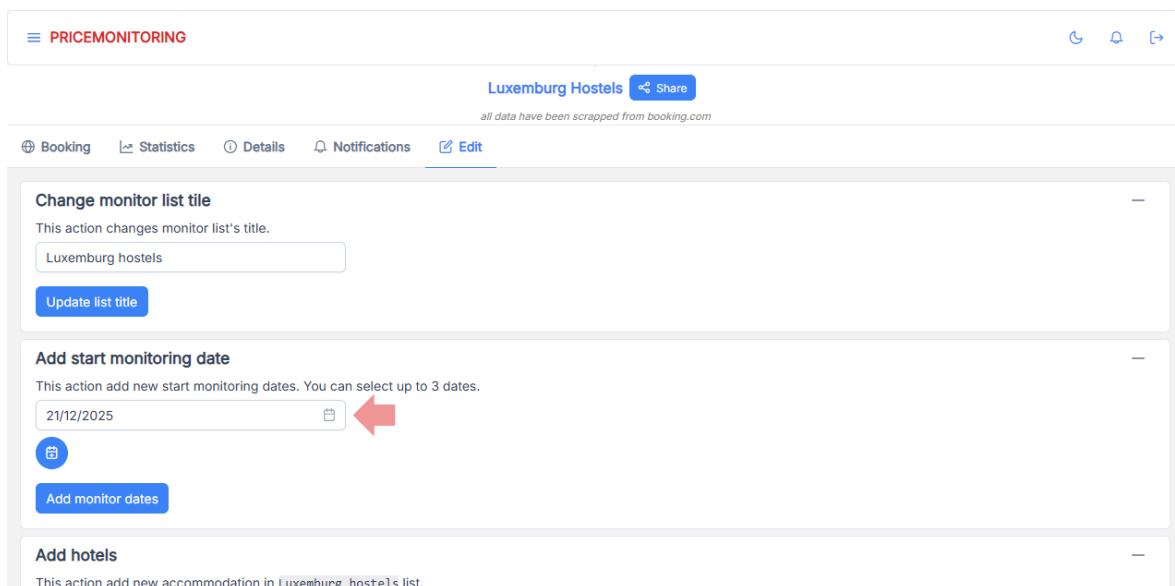 PRICEMONITORING
Luxemburg Hostels Share
all data have been scrapped from booking.com
Booking Statistics Details Notifications Edit
Change monitor list tile
This action changes monitor list's title.
Luxemburg hostels
Update list title
Add start monitoring date
This action add new start monitoring dates. You can select up to 3 dates.
21/12/2025
Add monitor dates
Add hotels
This action add new accommodation in Luxemburg hostels list.